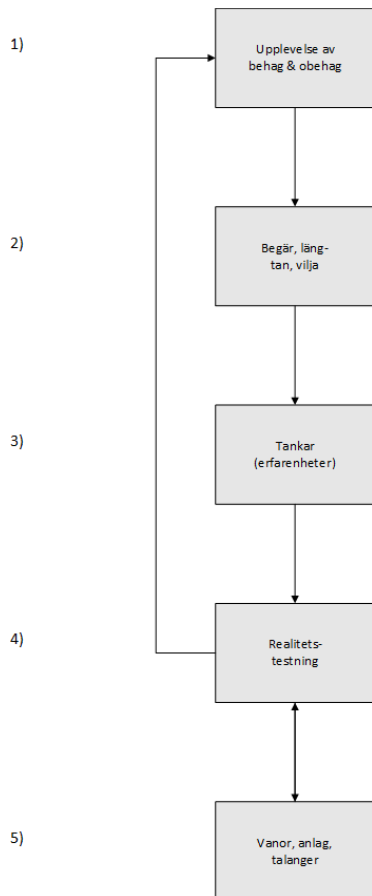 1)
Upplevelse av
behag & obehag
2)
Begär, läng-
tan, vilja
3)
Tankar
(erfarenheter)
4)
Realitets-
testning
5)
Vanor, anlag,
talanger